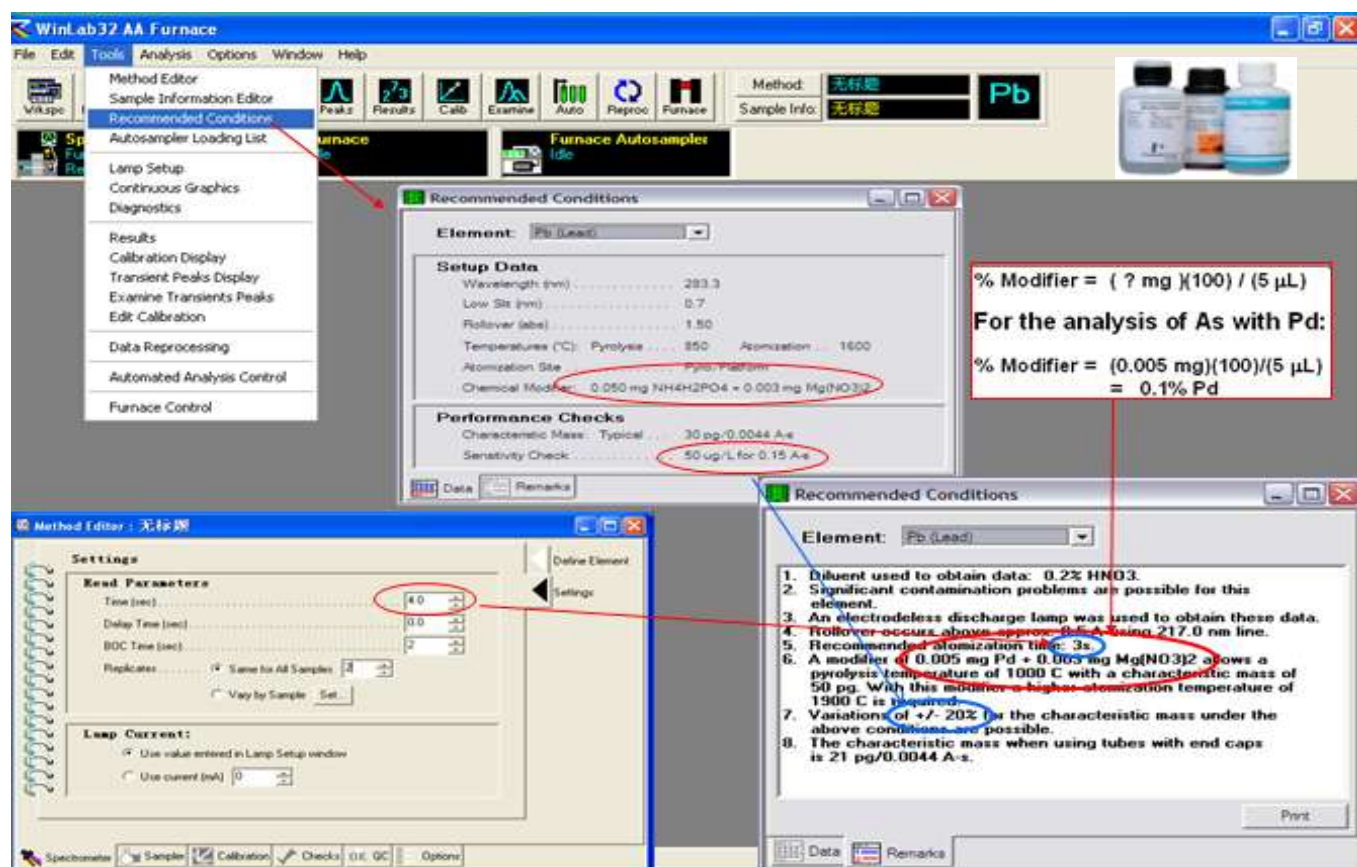 WinLab32 AA Furnace
File Edit Tools Analysis Options Window Help
Method Editor
Sample Information Editor
Recommended Conditions
Autosampler Loading List
Lamp Setup
Continuous Graphics
Diagnostics
Results
Calibration Display
Transient Peaks Display
Examine Transients Peaks
Edit Calibration
Data Reprocessing
Automated Analysis Control
Furnace Control
Wrkspc Peaks Results Calib Examine Auto Reproc Furnace
Method: 无标题
Sample Info: 无标题
Pb
Furnace Autosampler
Idle
Recommended Conditions
Element: Pb (Lead)
Setup Data
Wavelength (nm) 283.3
Low Slit (nm) 0.7
Rollover (abs) 1.50
Temperatures (°C): Pyrolysis 850 Atomization 1600
Atomization Site Pyro. Platform
Chemical Modifier: 0.050 mg NH4H2PO4 + 0.003 mg Mg(NO3)2
Performance Checks
Characteristic Mass: Typical 30 pg/0.0044 A-s
Sensitivity Check 50 ug/L for 0.15 A-s
Data Remarks
% Modifier = ( ? mg )(100) / (5 µL)
For the analysis of As with Pd:
% Modifier = (0.005 mg)(100)/(5 µL)
= 0.1% Pd
Method Editor : 无标题
Settings
Define Element
Settings
Read Parameters
Time (sec) 4.0
Delay Time (sec) 0.0
BOC Time (sec) 2
Replicates Same for All Samples 2
Vary by Sample Set...
Lamp Current:
Use value entered in Lamp Setup window
Use current (mA) 0
Spectrometer Sampler Calibration Checks QC Options
Recommended Conditions
Element: Pb (Lead)
1. Diluent used to obtain data: 0.2% HNO3.
2. Significant contamination problems are possible for this
element.
3. An electrodeless discharge lamp was used to obtain these data.
4. Rollover occurs above approx. 0.5 A using 217.0 nm line.
5. Recommended atomization time: 3s.
6. A modifier of 0.005 mg Pd + 0.003 mg Mg(NO3)2 allows a
pyrolysis temperature of 1000 C with a characteristic mass of
50 pg. With this modifier a higher atomization temperature of
1900 C is required.
7. Variations of +/- 20% for the characteristic mass under the
above conditions are possible.
8. The characteristic mass when using tubes with end caps
is 21 pg/0.0044 A-s.
Print
Data Remarks